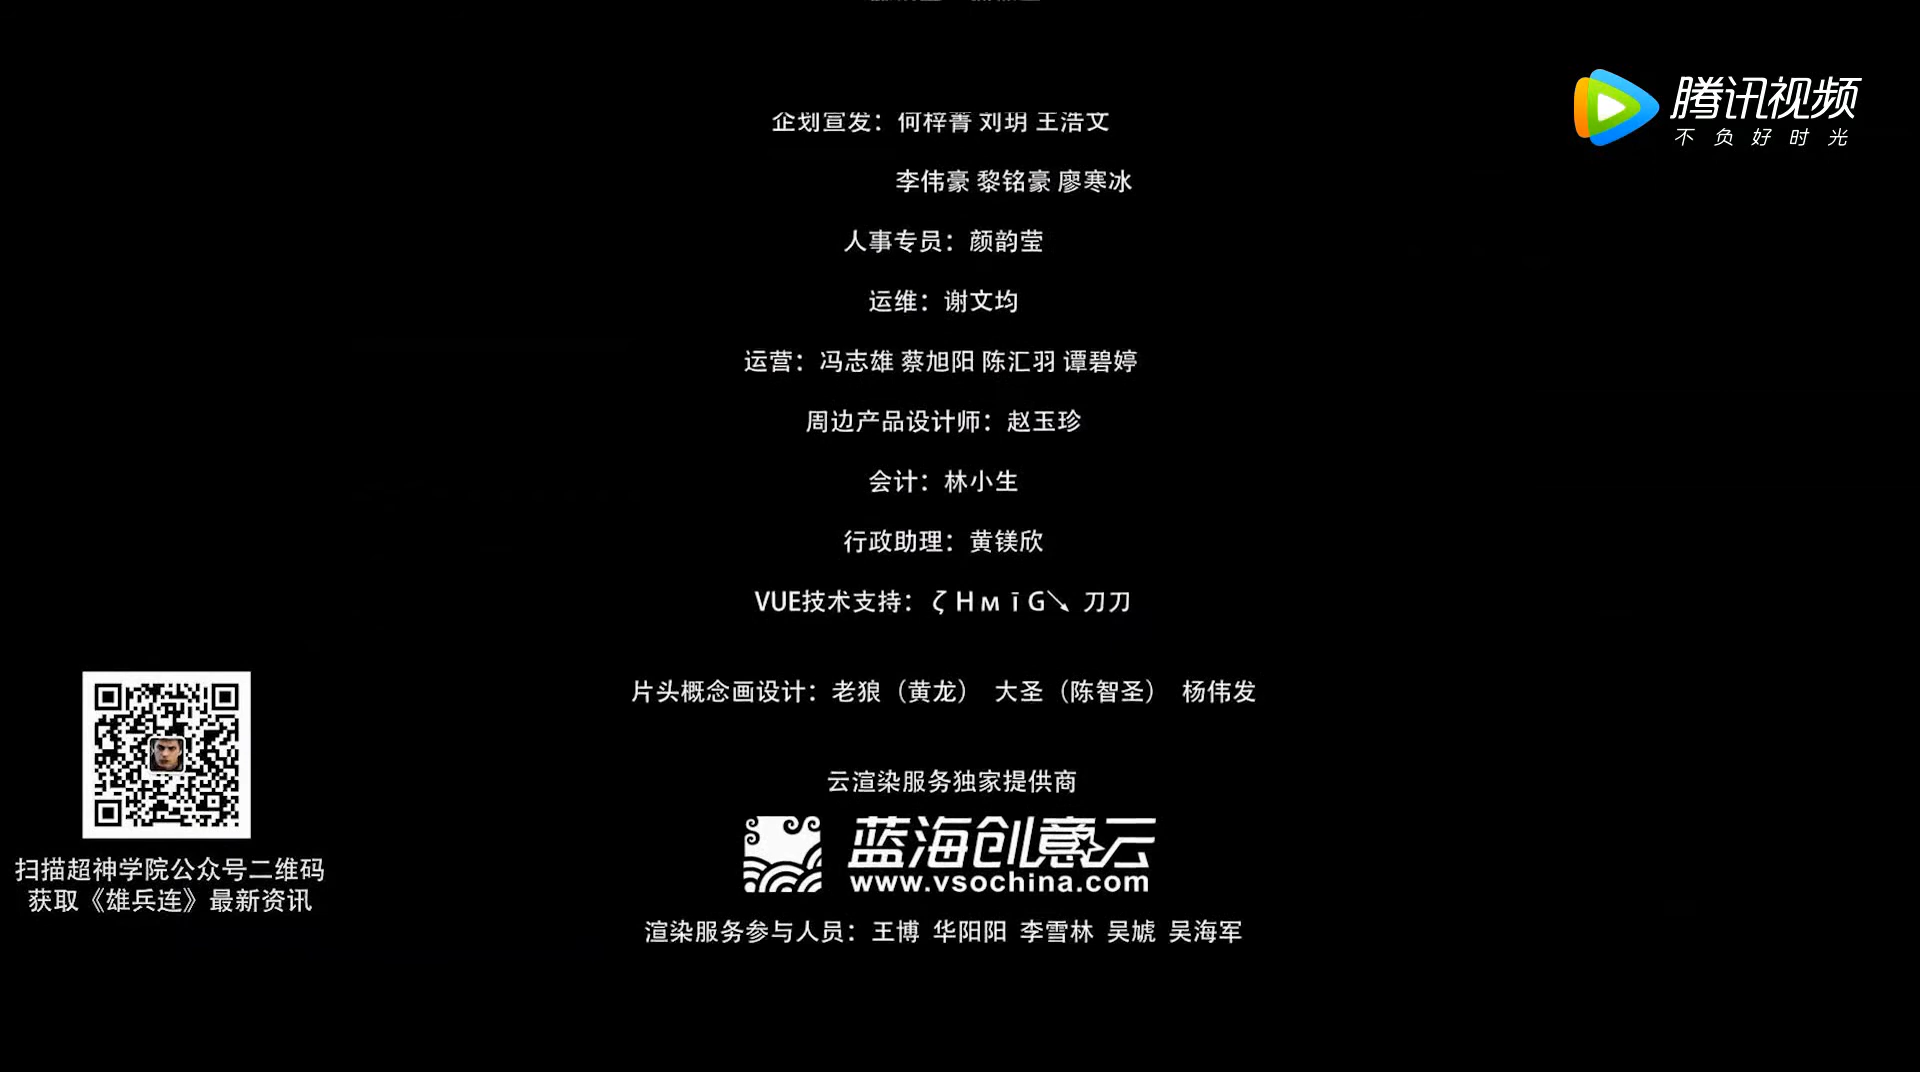 腾讯视频
不负好时光
企划宣发：何梓菁 刘玥 王浩文
李伟豪 黎铭豪 廖寒冰
人事专员：颜韵莹
运维：谢文均
运营：冯志雄 蔡旭阳 陈汇羽 谭碧婷
周边产品设计师：赵玉珍
会计：林小生
行政助理：黄镁欣
VUE技术支持：ζ H м ī G↘ 刀刀
片头概念画设计：老狼（黄龙） 大圣（陈智圣） 杨伟发
云渲染服务独家提供商
蓝海创意云
www.vsochina.com
渲染服务参与人员：王博 华阳阳 李雪林 吴虓 吴海军
扫描超神学院公众号二维码
获取《雄兵连》最新资讯